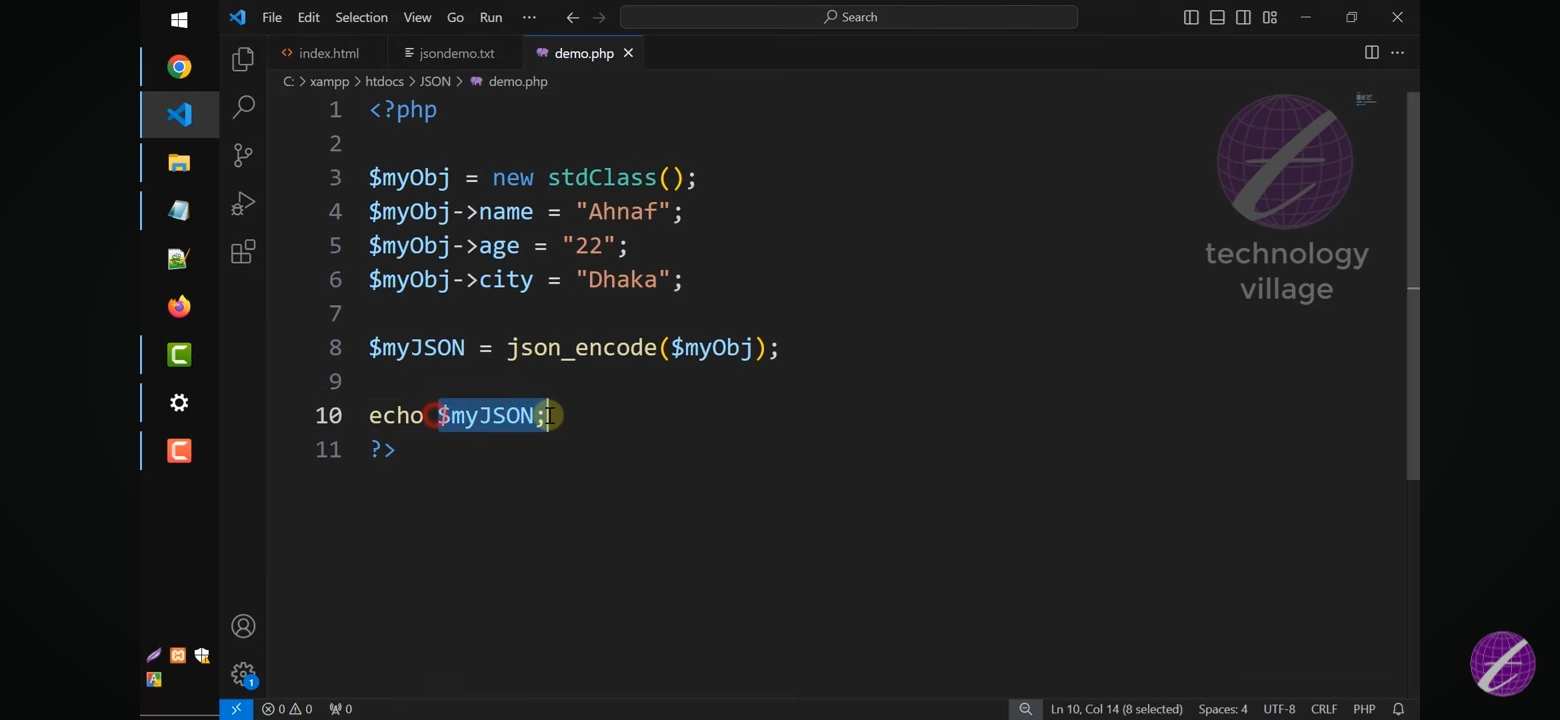 File Edit Selection View Go Run ...
Search
index.html jsondemo.txt demo.php
C: > xampp > htdocs > JSON > demo.php
1 <?php
2
3 $myObj = new stdClass();
4 $myObj->name = "Ahnaf";
5 $myObj->age = "22";
6 $myObj->city = "Dhaka";
7
8 $myJSON = json_encode($myObj);
9
10 echo $myJSON;
11 ?>
technology
village
1
0 0 0
Ln 10, Col 14 (8 selected) Spaces: 4 UTF-8 CRLF PHP